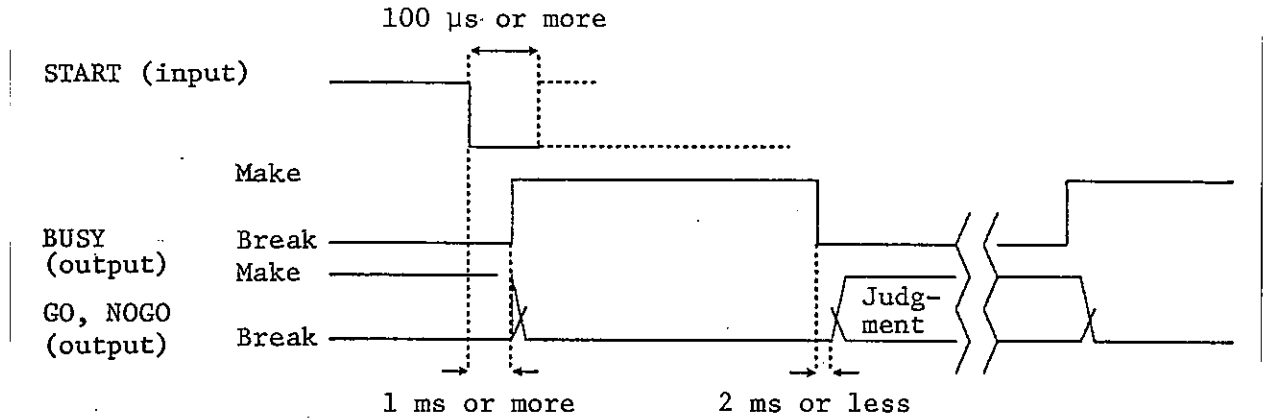 100 μs or more
START (input)
Make
BUSY
(output)
Break
Make
GO, NOGO
(output)
Break
Judg-
ment
1 ms or more
2 ms or less